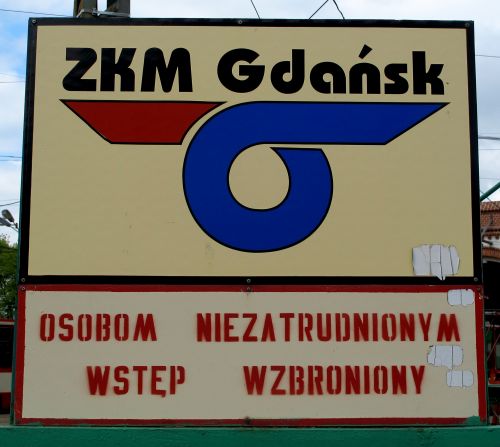 ZKM Gdańsk
OSOBOM NIEZATRUDNIONYM
WSTĘP WZBRONIONY